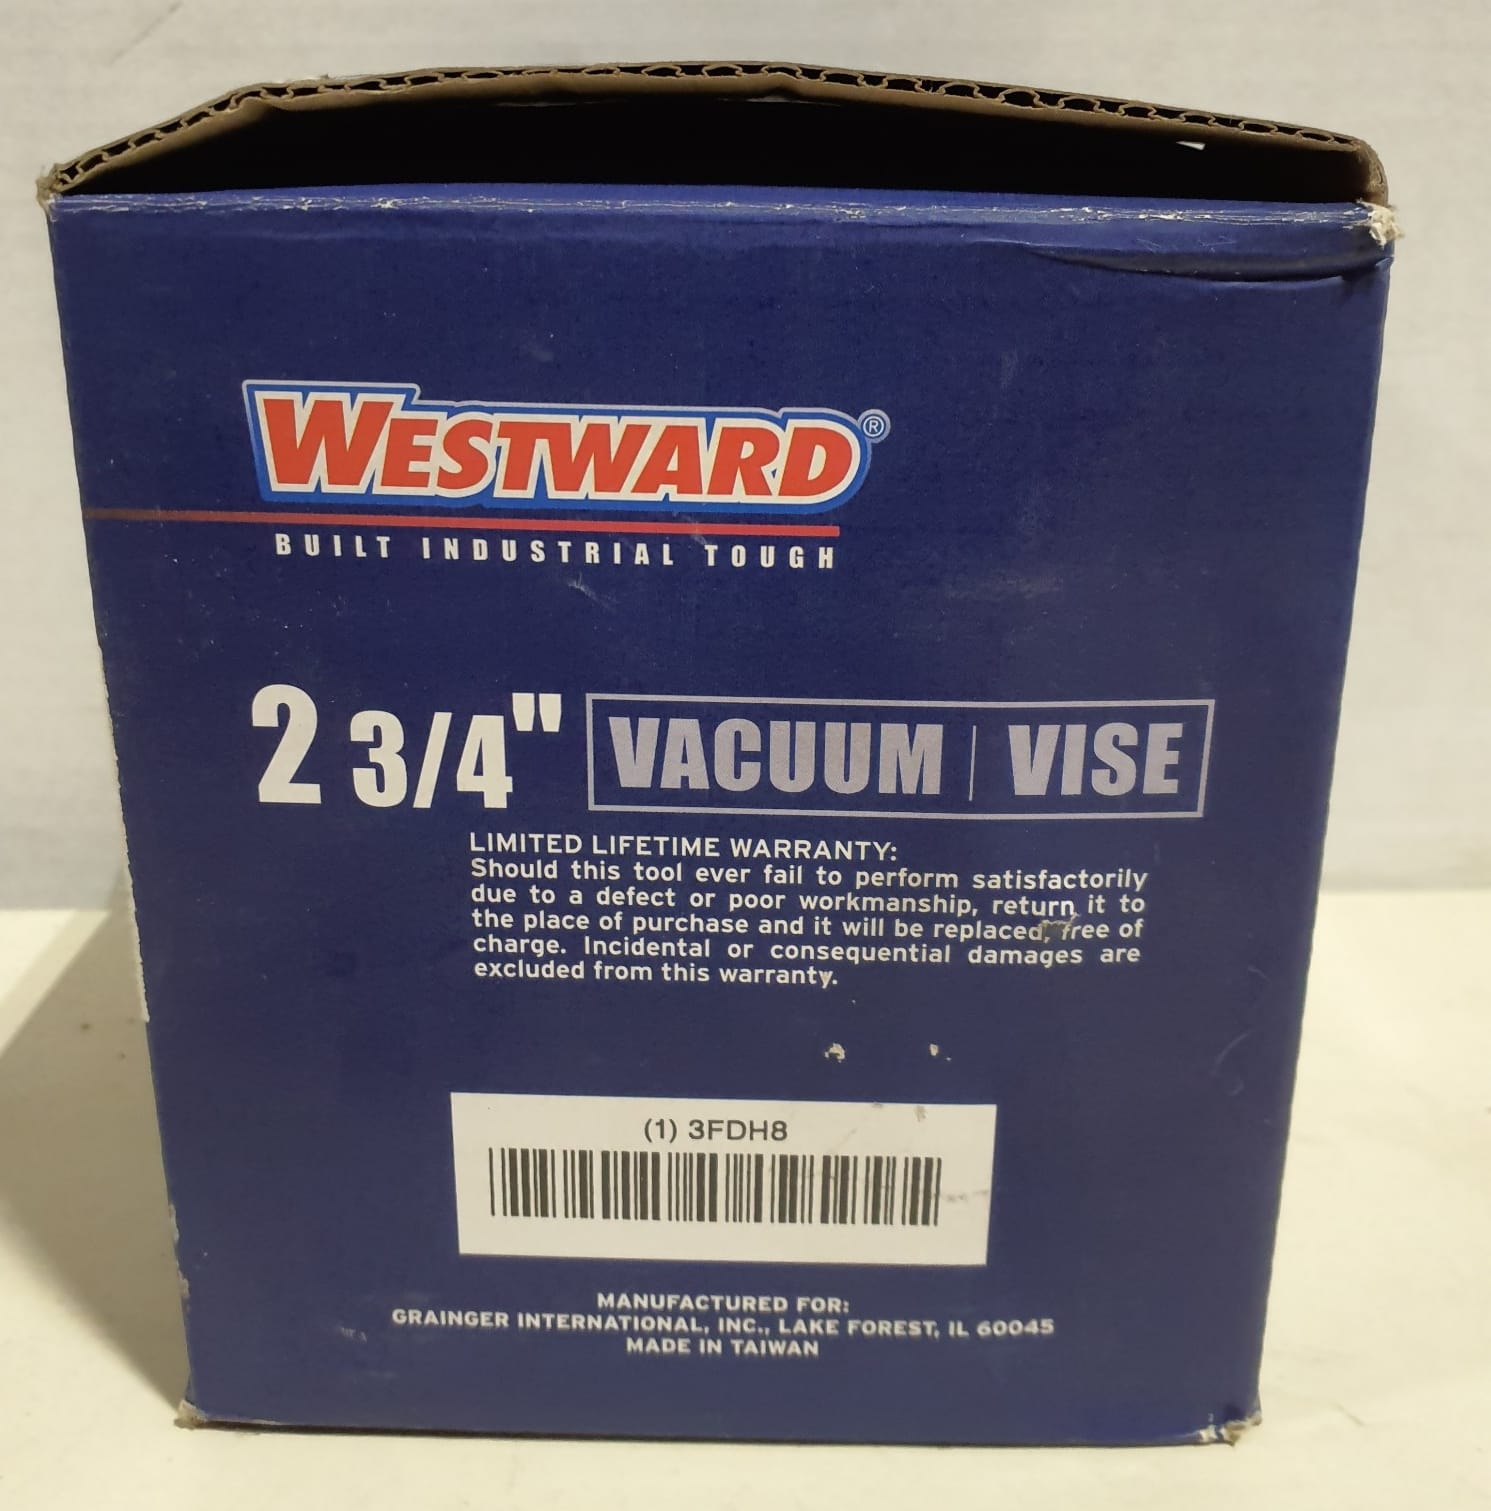 WESTWARD®
BUILT INDUSTRIAL TOUGH
2 3/4" VACUUM | VISE
LIMITED LIFETIME WARRANTY:
Should this tool ever fail to perform satisfactorily
due to a defect or poor workmanship, return it to
the place of purchase and it will be replaced, free of
charge. Incidental or consequential damages are
excluded from this warranty.
(1) 3FDH8
MANUFACTURED FOR:
GRAINGER INTERNATIONAL, INC., LAKE FOREST, IL 60045
MADE IN TAIWAN